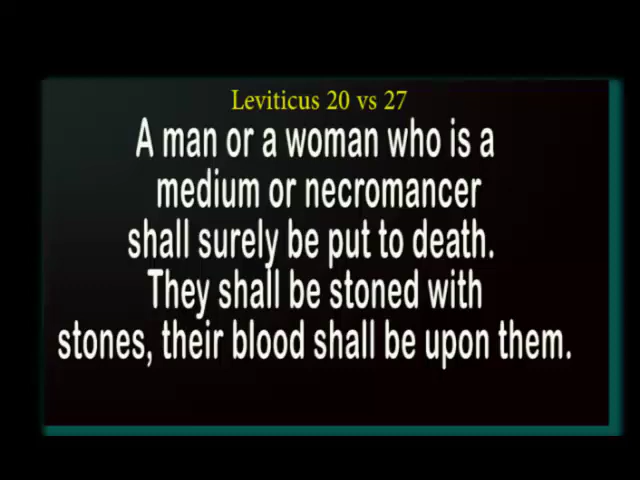 Leviticus 20 vs 27
A man or a woman who is a
medium or necromancer
shall surely be put to death.
They shall be stoned with
stones, their blood shall be upon them.